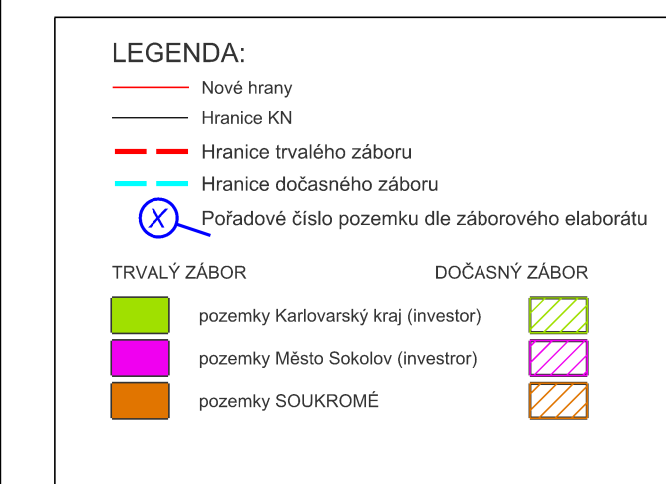 LEGENDA:
Nové hrany
Hranice KN
Hranice trvalého záboru
Hranice dočasného záboru
X Pořadové číslo pozemku dle záborového elaborátu
TRVALÝ ZÁBOR DOČASNÝ ZÁBOR
pozemky Karlovarský kraj (investor)
pozemky Město Sokolov (investror)
pozemky SOUKROMÉ